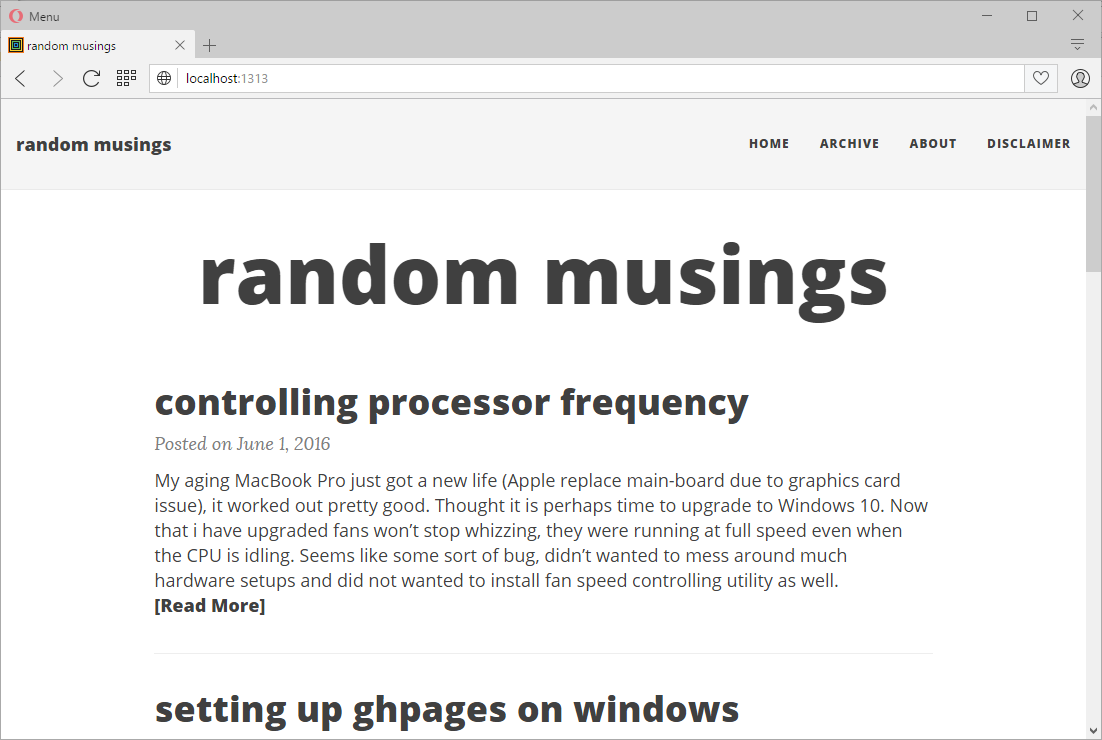 Menu
random musings
localhost:1313
random musings
HOME ARCHIVE ABOUT DISCLAIMER
random musings
controlling processor frequency
Posted on June 1, 2016
My aging MacBook Pro just got a new life (Apple replace main-board due to graphics card
issue), it worked out pretty good. Thought it is perhaps time to upgrade to Windows 10. Now
that i have upgraded fans won’t stop whizzing, they were running at full speed even when
the CPU is idling. Seems like some sort of bug, didn’t wanted to mess around much
hardware setups and did not wanted to install fan speed controlling utility as well.
[Read More]
setting up ghpages on windows